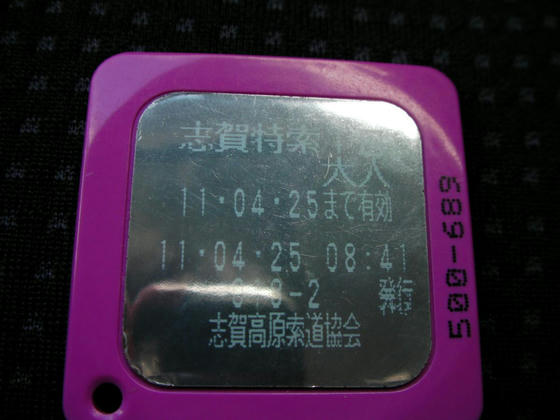 志賀特索
大人
11・04・25まで有効
11・04・25 08:41
-2 発行
志賀高原索道協会
500-689